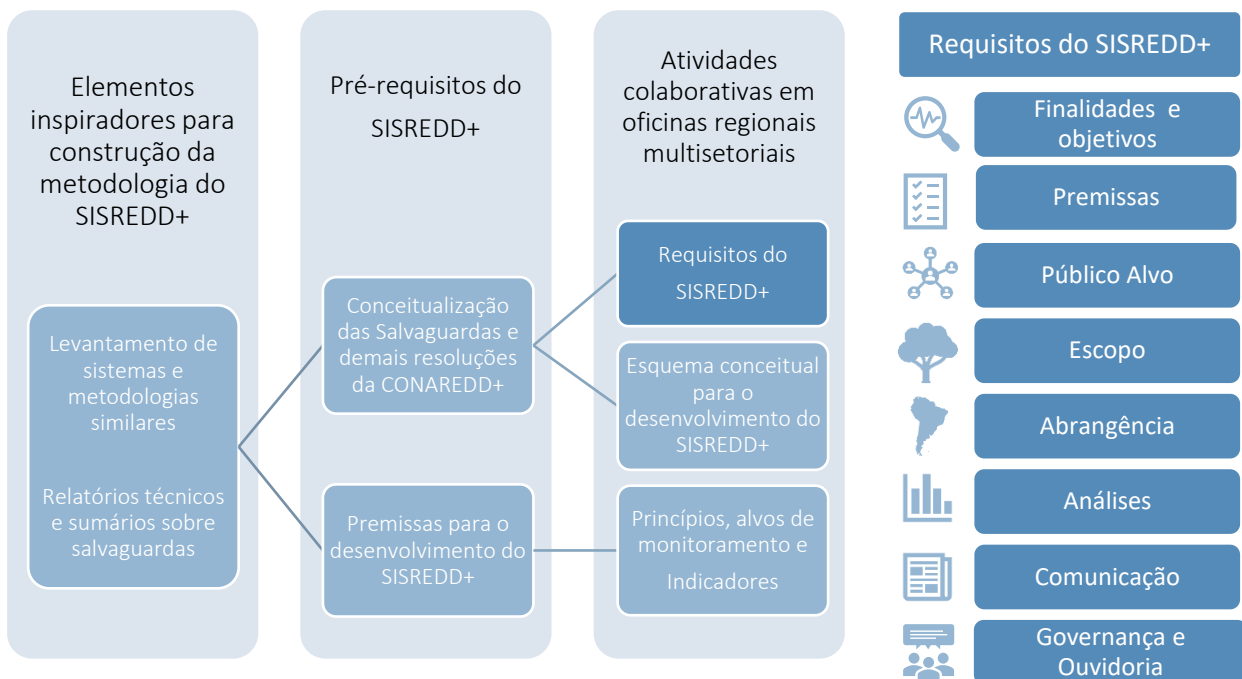 Elementos
inspiradores para
construção da
metodologia do
SISREDD+
Levantamento de
sistemas e
metodologias
similares
Relatórios técnicos
e sumários sobre
salvaguardas
Pré-requisitos do
SISREDD+
Conceitualização
das Salvaguardas e
demais resoluções
da CONAREDD+
Premissas para o
desenvolvimento do
SISREDD+
Atividades
colaborativas em
oficinas regionais
multisetoriais
Requisitos do
SISREDD+
Esquema conceitual
para o
desenvolvimento do
SISREDD+
Princípios, alvos de
monitoramento e
Indicadores
Requisitos do SISREDD+
Finalidades e
objetivos
Premissas
Público Alvo
Escopo
Abrangência
Análises
Comunicação
Governança e
Ouvidoria